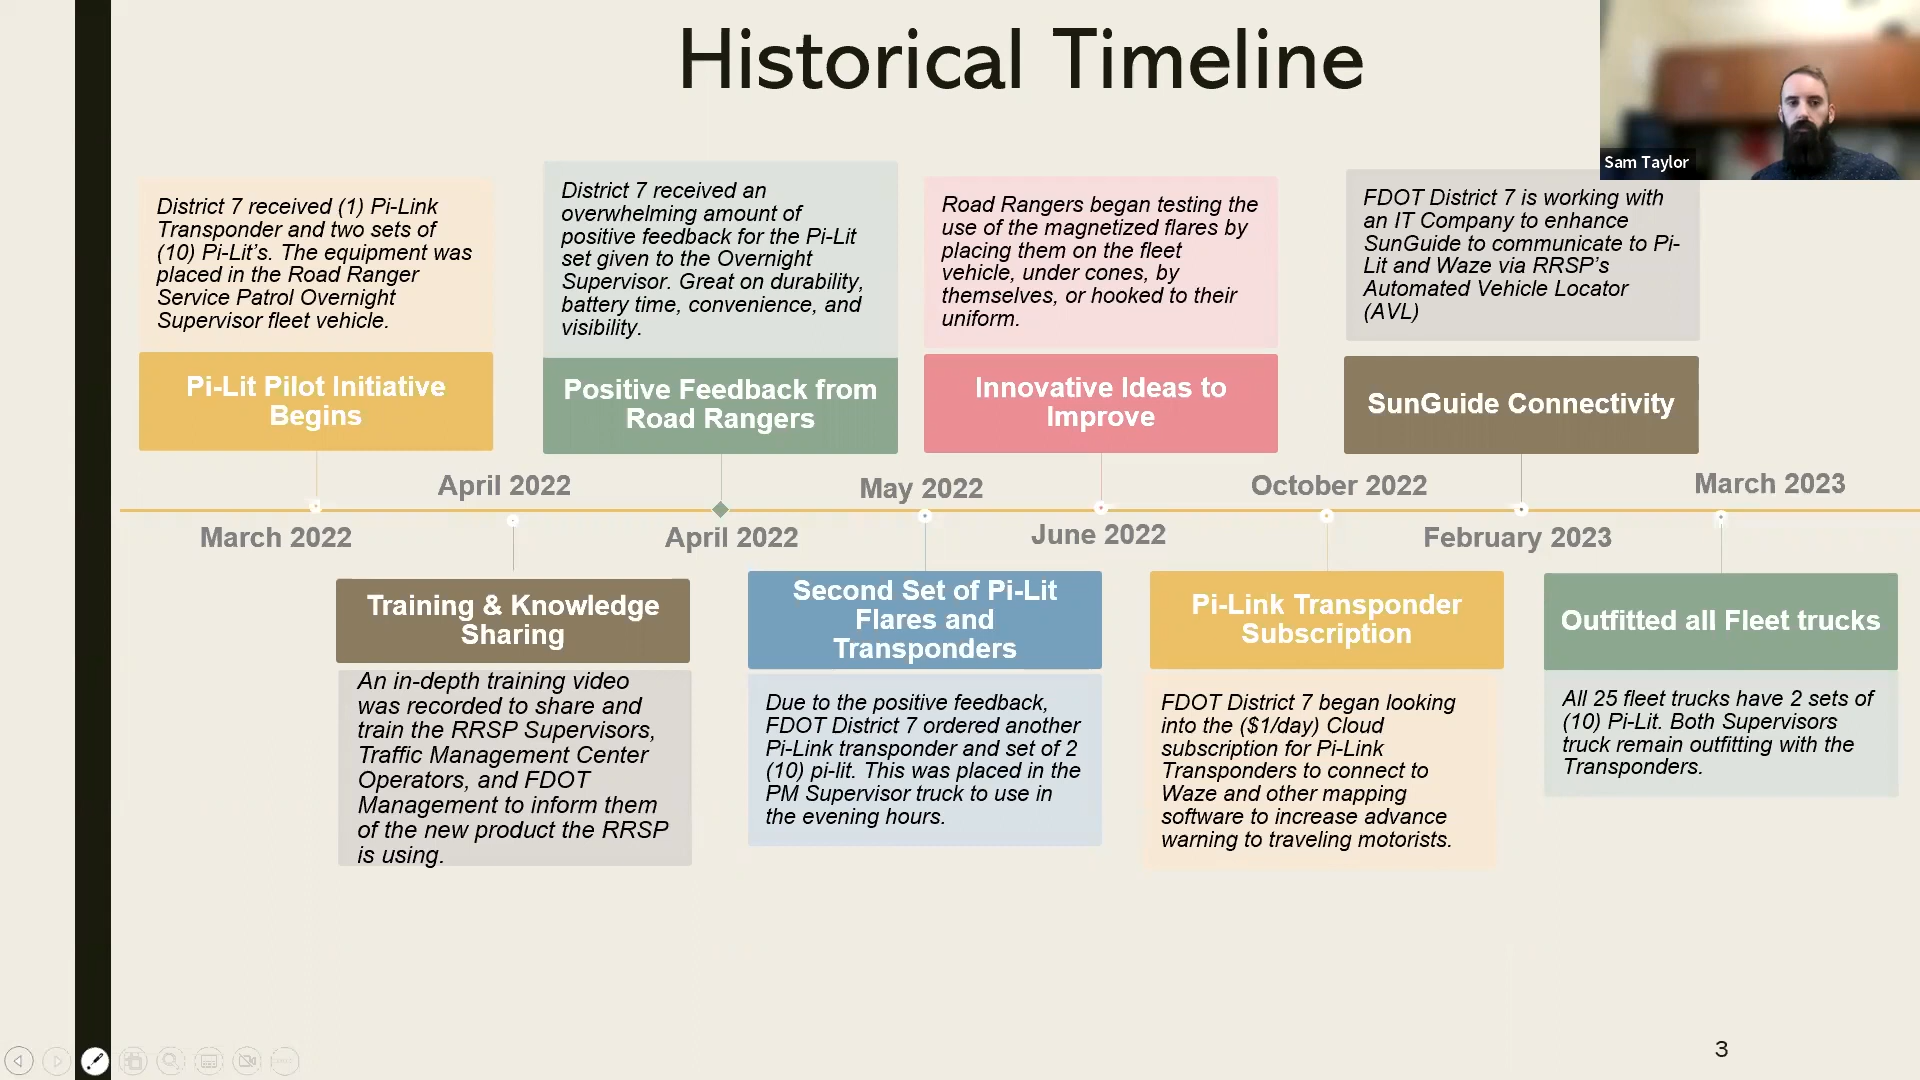 Historical Timeline
Sam Taylor
District 7 received (1) Pi-Link
Transponder and two sets of
(10) Pi-Lit's. The equipment was
placed in the Road Ranger
Service Patrol Overnight
Supervisor fleet vehicle.
Pi-Lit Pilot Initiative
Begins
District 7 received an
overwhelming amount of
positive feedback for the Pi-Lit
set given to the Overnight
Supervisor. Great on durability,
battery time, convenience, and
visibility.
Positive Feedback from
Road Rangers
Road Rangers began testing the
use of the magnetized flares by
placing them on the fleet
vehicle, under cones, by
themselves, or hooked to their
uniform.
Innovative Ideas to
Improve
FDOT District 7 is working with
an IT Company to enhance
SunGuide to communicate to Pi-
Lit and Waze via RRSP's
Automated Vehicle Locator
(AVL)
SunGuide Connectivity
March 2022
April 2022
April 2022
May 2022
June 2022
October 2022
February 2023
March 2023
Training & Knowledge
Sharing
An in-depth training video
was recorded to share and
train the RRSP Supervisors,
Traffic Management Center
Operators, and FDOT
Management to inform them
of the new product the RRSP
is using.
Second Set of Pi-Lit
Flares and
Transponders
Due to the positive feedback,
FDOT District 7 ordered another
Pi-Link transponder and set of 2
(10) pi-lit. This was placed in the
PM Supervisor truck to use in
the evening hours.
Pi-Link Transponder
Subscription
FDOT District 7 began looking
into the ($1/day) Cloud
subscription for Pi-Link
Transponders to connect to
Waze and other mapping
software to increase advance
warning to traveling motorists.
Outfitted all Fleet trucks
All 25 fleet trucks have 2 sets of
(10) Pi-Lit. Both Supervisors
truck remain outfitting with the
Transponders.
3